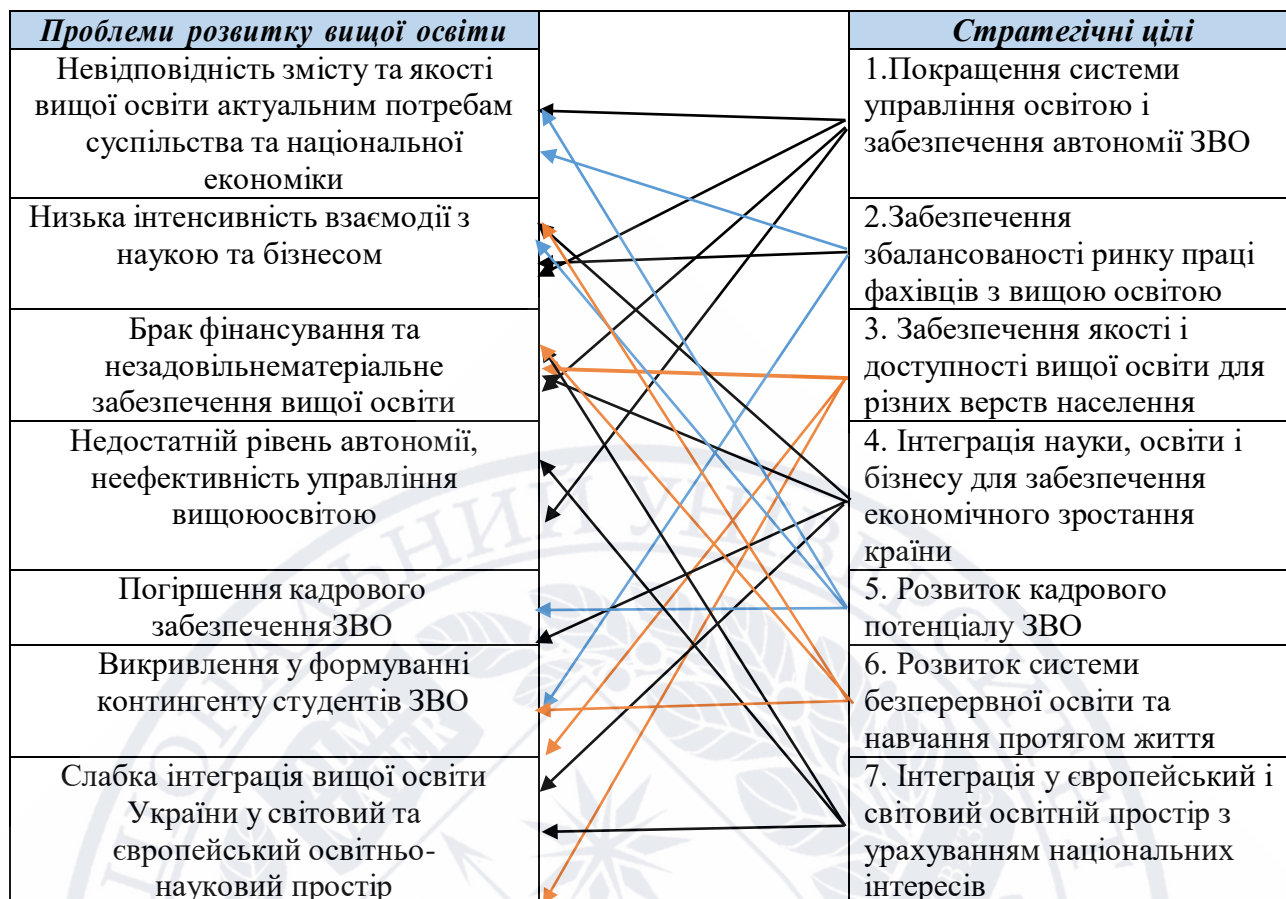 Проблеми розвитку вищої освіти
Невідповідність змісту та якості
вищої освіти актуальним потребам
суспільства та національної
економіки
Низька інтенсивність взаємодії з
наукою та бізнесом
Брак фінансування та
незадовільнематеріальне
забезпечення вищої освіти
Недостатній рівень автономії,
неефективність управління
вищоюосвітою
Погіршення кадрового
забезпеченняЗВО
Викривлення у формуванні
контингенту студентів ЗВО
Слабка інтеграція вищої освіти
України у світовий та
європейський освітньо-
науковий простір
Стратегічні цілі
1.Покращення системи
управління освітою і
забезпечення автономії ЗВО
2.Забезпечення
збалансованості ринку праці
фахівців з вищою освітою
3. Забезпечення якості і
доступності вищої освіти для
різних верств населення
4. Інтеграція науки, освіти і
бізнесу для забезпечення
економічного зростання
країни
5. Розвиток кадрового
потенціалу ЗВО
6. Розвиток системи
безперервної освіти та
навчання протягом життя
7. Інтеграція у європейський і
світовий освітній простір з
урахуванням національних
інтересів